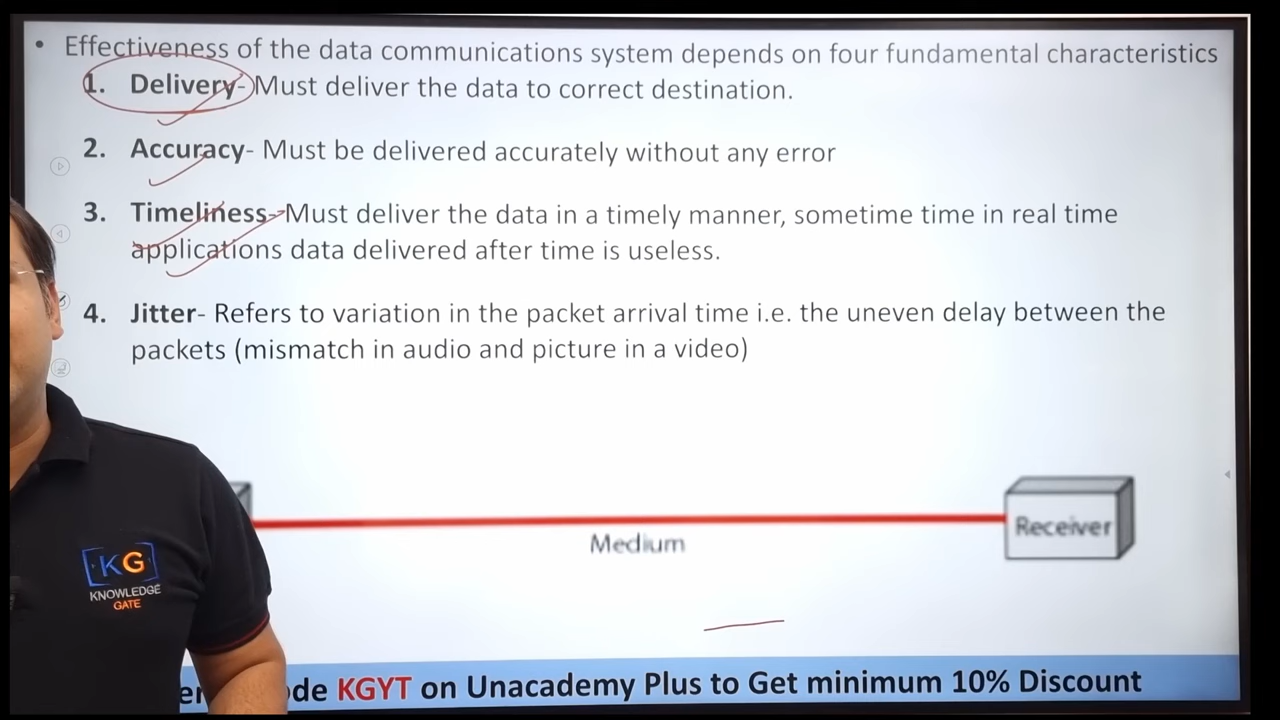 • Effectiveness of the data communications system depends on four fundamental characteristics
1. Delivery- Must deliver the data to correct destination.
2. Accuracy- Must be delivered accurately without any error
3. Timeliness- Must deliver the data in a timely manner, sometime time in real time
applications data delivered after time is useless.
4. Jitter- Refers to variation in the packet arrival time i.e. the uneven delay between the
packets (mismatch in audio and picture in a video)
Receiver
Medium
KG
KNOWLEDGE
GATE
KGYT on Unacademy Plus to Get minimum 10% Discount